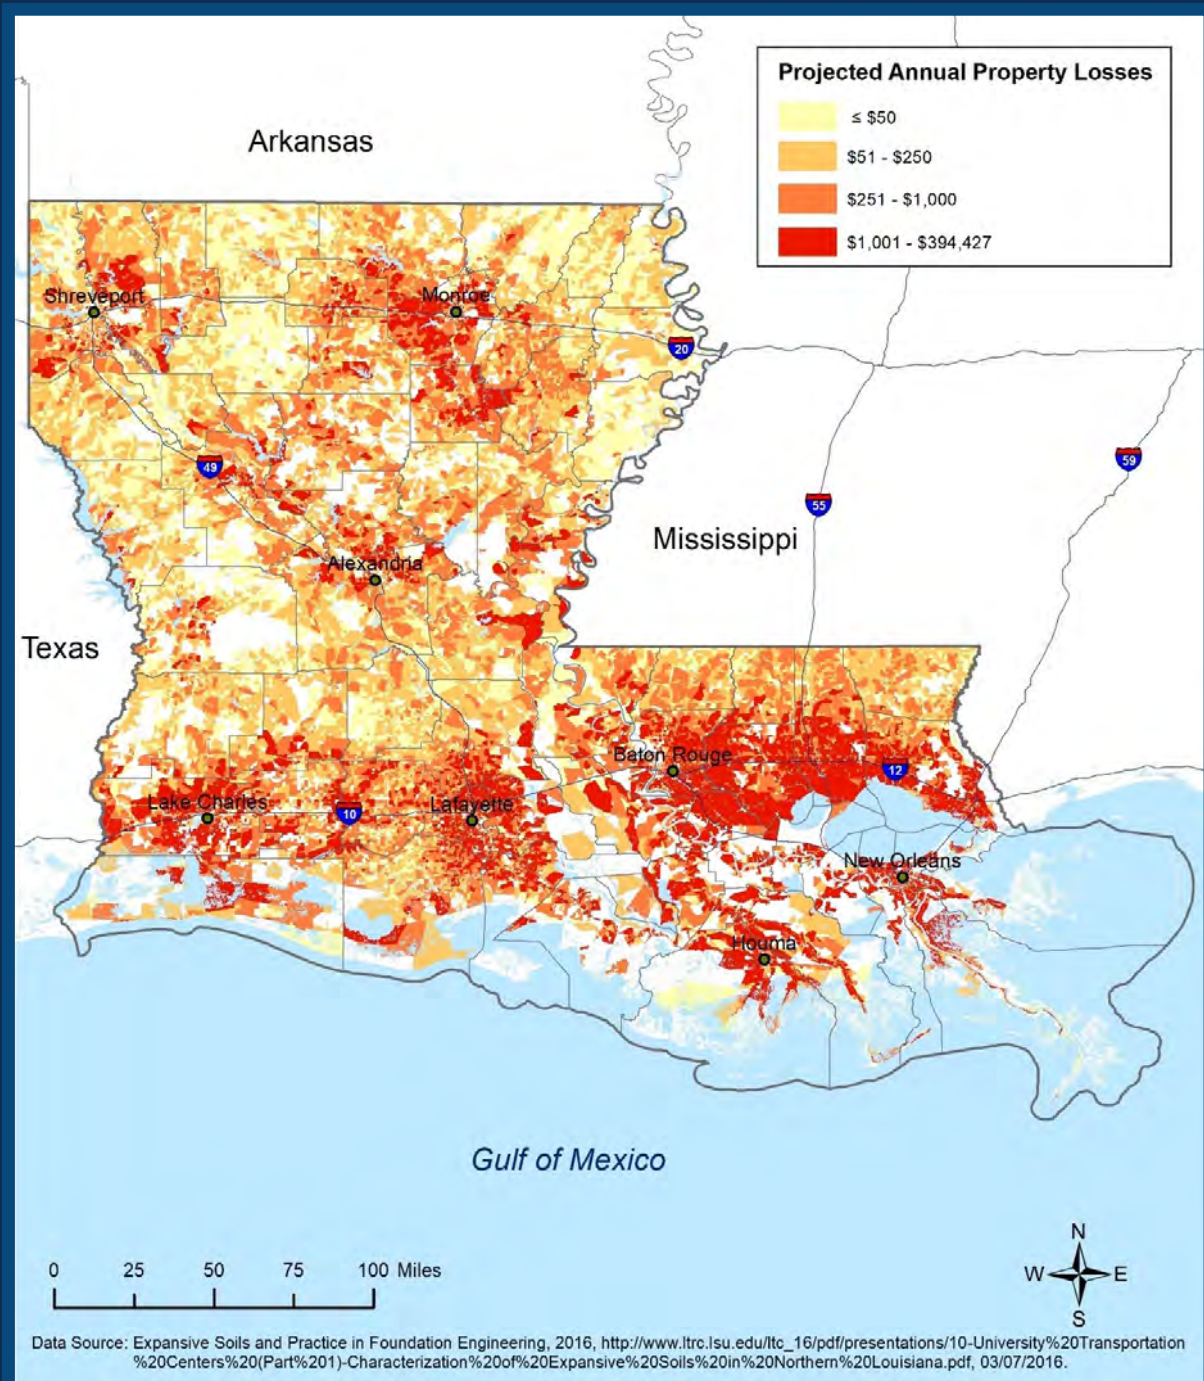 Projected Annual Property Losses
≤ $50
$51 - $250
$251 - $1,000
$1,001 - $394,427
Arkansas
Shreveport
Monroe
20
49
59
55
Mississippi
Alexandria
Texas
Baton Rouge
12
Lake Charles
10
Lafayette
New Orleans
Houma
Gulf of Mexico
N
W E
S
0 25 50 75 100 Miles
Data Source: Expansive Soils and Practice in Foundation Engineering, 2016, http://www.ltrc.lsu.edu/ltc_16/pdf/presentations/10-University%20Transportation
%20Centers%20(Part%201)-Characterization%20of%20Expansive%20Soils%20in%20Northern%20Louisiana.pdf, 03/07/2016.